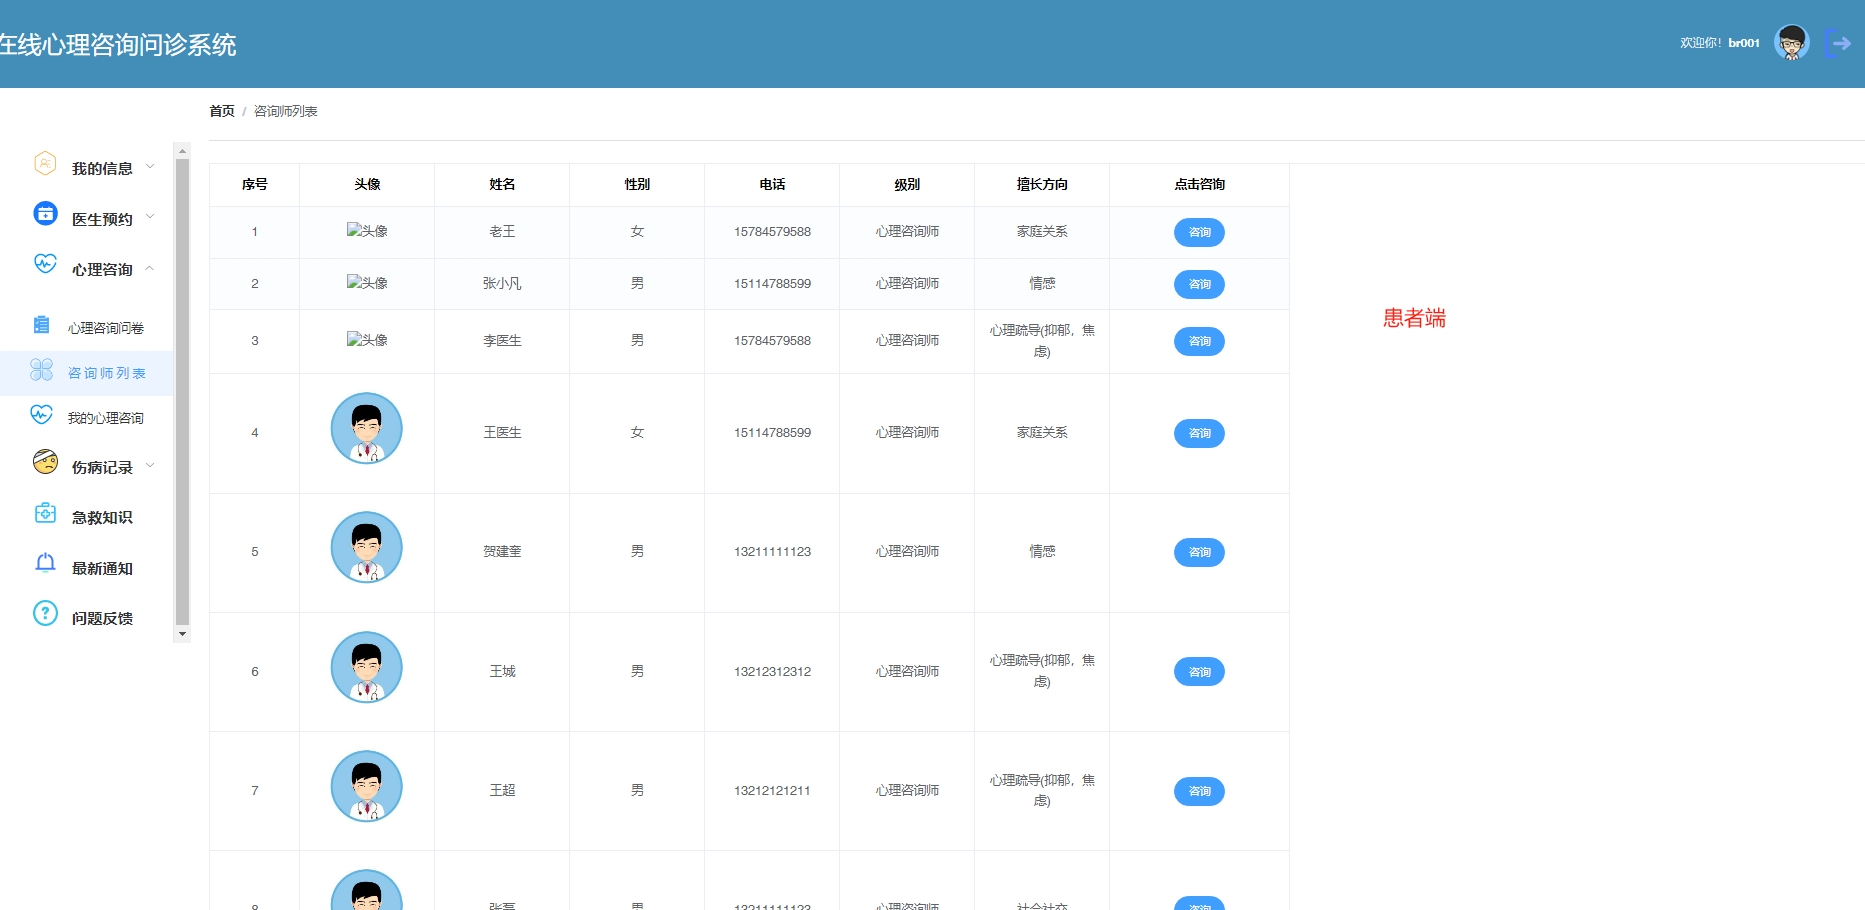 在线心理咨询问诊系统
欢迎你！br001
首页 / 咨询师列表
我的信息
医生预约
心理咨询
心理咨询问卷
咨询师列表
我的心理咨询
伤病记录
急救知识
最新通知
问题反馈
序号 头像 姓名 性别 电话 级别 擅长方向 点击咨询
1 头像 老王 女 15784579588 心理咨询师 家庭关系 咨询
2 头像 张小凡 男 15114788599 心理咨询师 情感 咨询
3 头像 李医生 男 15784579588 心理咨询师 心理疏导(抑郁，焦
虑) 咨询
4 王医生 女 15114788599 心理咨询师 家庭关系 咨询
5 贺建奎 男 13211111123 心理咨询师 情感 咨询
6 王城 男 13212312312 心理咨询师 心理疏导(抑郁，焦
虑) 咨询
7 王超 男 13212121211 心理咨询师 心理疏导(抑郁，焦
虑) 咨询
8 张磊 男 13211111123 心理咨询师 社会社交 咨询
患者端